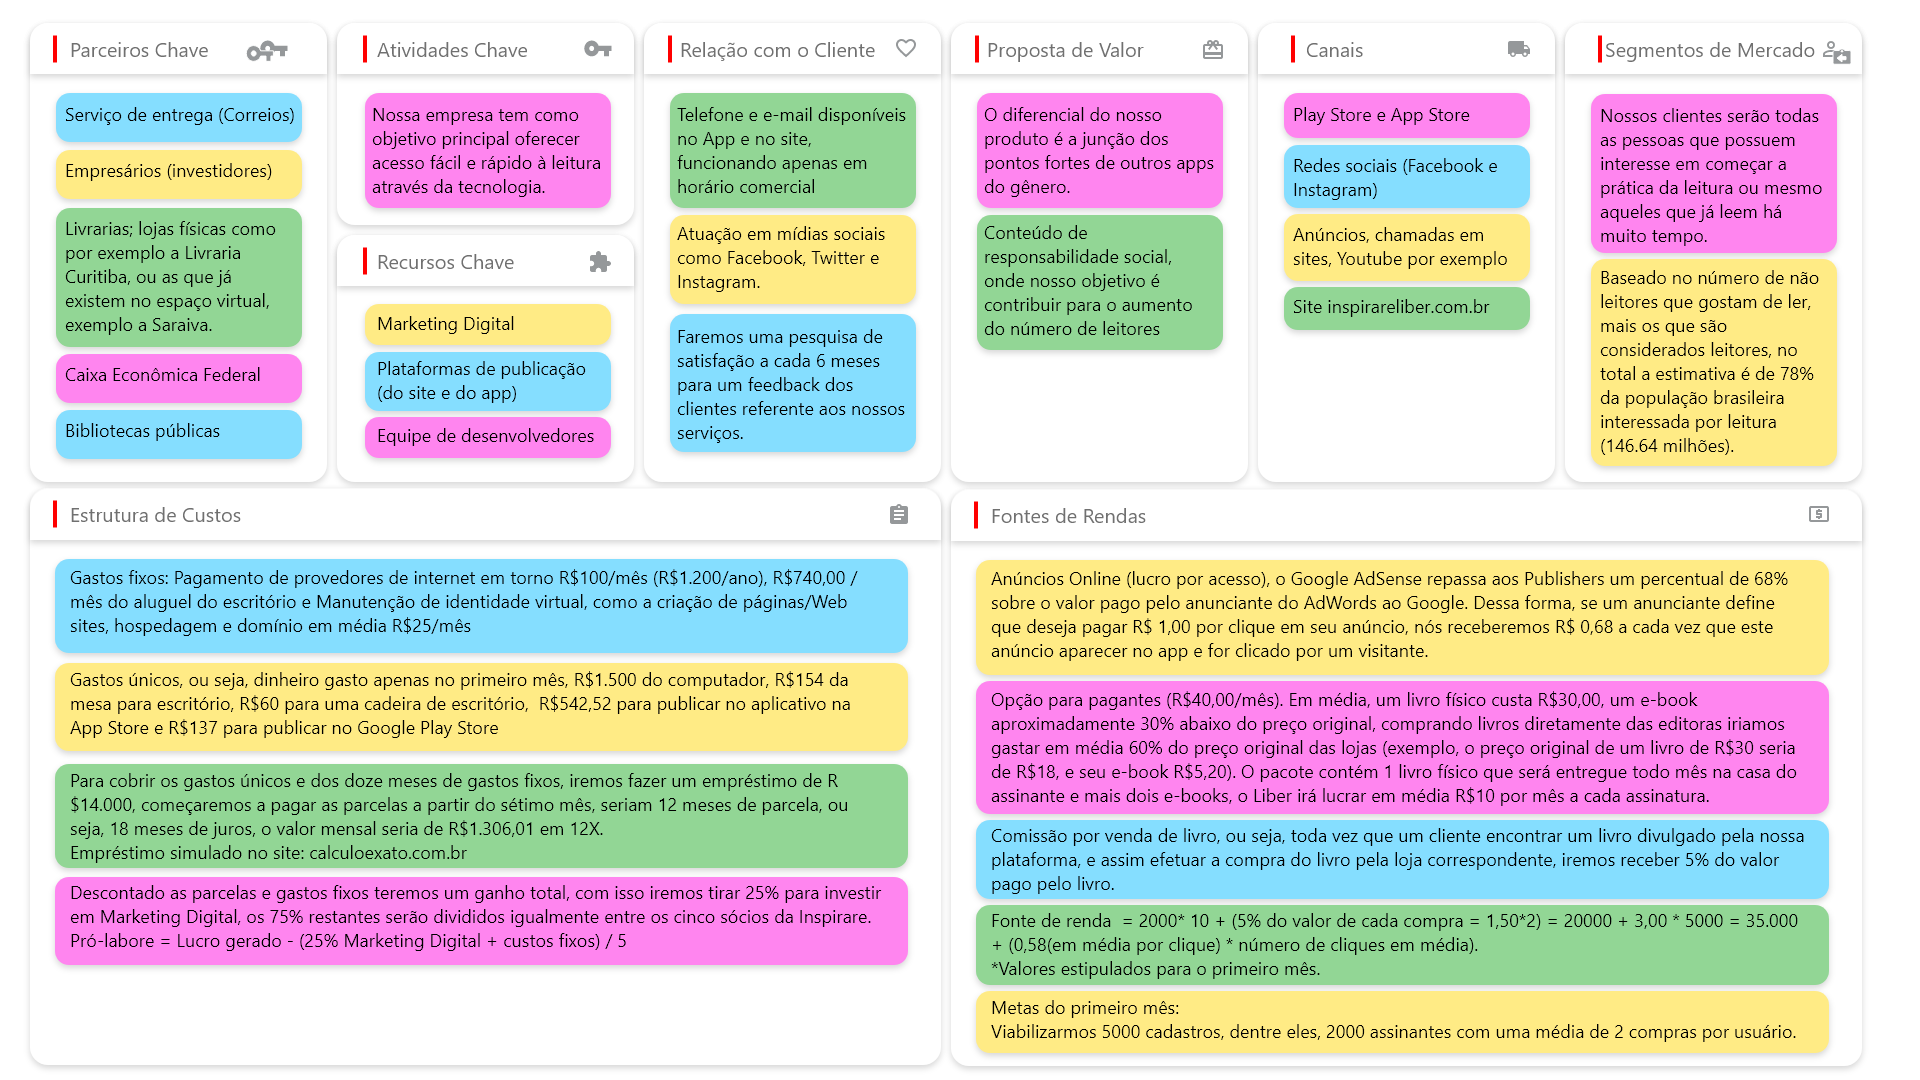 Parceiros Chave
Serviço de entrega (Correios)
Empresários (investidores)
Livrarias; lojas físicas como
por exemplo a Livraria
Curitiba, ou as que já
existem no espaço virtual,
exemplo a Saraiva.
Caixa Econômica Federal
Bibliotecas públicas
Atividades Chave
Nossa empresa tem como
objetivo principal oferecer
acesso fácil e rápido à leitura
através da tecnologia.
Recursos Chave
Marketing Digital
Plataformas de publicação
(do site e do app)
Equipe de desenvolvedores
Relação com o Cliente
Telefone e e-mail disponíveis
no App e no site,
funcionando apenas em
horário comercial
Atuação em mídias sociais
como Facebook, Twitter e
Instagram.
Faremos uma pesquisa de
satisfação a cada 6 meses
para um feedback dos
clientes referente aos nossos
serviços.
Proposta de Valor
O diferencial do nosso
produto é a junção dos
pontos fortes de outros apps
do gênero.
Conteúdo de
responsabilidade social,
onde nosso objetivo é
contribuir para o aumento
do número de leitores
Canais
Play Store e App Store
Redes sociais (Facebook e
Instagram)
Anúncios, chamadas em
sites, Youtube por exemplo
Site inspirareliber.com.br
Segmentos de Mercado
Nossos clientes serão todas
as pessoas que possuem
interesse em começar a
prática da leitura ou mesmo
aqueles que já leem há
muito tempo.
Baseado no número de não
leitores que gostam de ler,
mais os que são
considerados leitores, no
total a estimativa é de 78%
da população brasileira
interessada por leitura
(146.64 milhões).
Estrutura de Custos
Gastos fixos: Pagamento de provedores de internet em torno R$100/mês (R$1.200/ano), R$740,00 /
mês do aluguel do escritório e Manutenção de identidade virtual, como a criação de páginas/Web
sites, hospedagem e domínio em média R$25/mês
Gastos únicos, ou seja, dinheiro gasto apenas no primeiro mês, R$1.500 do computador, R$154 da
mesa para escritório, R$60 para uma cadeira de escritório,  R$542,52 para publicar no aplicativo na
App Store e R$137 para publicar no Google Play Store
Para cobrir os gastos únicos e dos doze meses de gastos fixos, iremos fazer um empréstimo de R
$14.000, começaremos a pagar as parcelas a partir do sétimo mês, seriam 12 meses de parcela, ou
seja, 18 meses de juros, o valor mensal seria de R$1.306,01 em 12X.
Empréstimo simulado no site: calculoexato.com.br
Descontado as parcelas e gastos fixos teremos um ganho total, com isso iremos tirar 25% para investir
em Marketing Digital, os 75% restantes serão divididos igualmente entre os cinco sócios da Inspirare.
Pró-labore = Lucro gerado - (25% Marketing Digital + custos fixos) / 5
Fontes de Rendas
Anúncios Online (lucro por acesso), o Google AdSense repassa aos Publishers um percentual de 68%
sobre o valor pago pelo anunciante do AdWords ao Google. Dessa forma, se um anunciante define
que deseja pagar R$ 1,00 por clique em seu anúncio, nós receberemos R$ 0,68 a cada vez que este
anúncio aparecer no app e for clicado por um visitante.
Opção para pagantes (R$40,00/mês). Em média, um livro físico custa R$30,00, um e-book
aproximadamente 30% abaixo do preço original, comprando livros diretamente das editoras iriamos
gastar em média 60% do preço original das lojas (exemplo, o preço original de um livro de R$30 seria
de R$18, e seu e-book R$5,20). O pacote contém 1 livro físico que será entregue todo mês na casa do
assinante e mais dois e-books, o Liber irá lucrar em média R$10 por mês a cada assinatura.
Comissão por venda de livro, ou seja, toda vez que um cliente encontrar um livro divulgado pela nossa
plataforma, e assim efetuar a compra do livro pela loja correspondente, iremos receber 5% do valor
pago pelo livro.
Fonte de renda  = 2000* 10 + (5% do valor de cada compra = 1,50*2) = 20000 + 3,00 * 5000 = 35.000
+ (0,58(em média por clique) * número de cliques em média).
*Valores estipulados para o primeiro mês.
Metas do primeiro mês:
Viabilizarmos 5000 cadastros, dentre eles, 2000 assinantes com uma média de 2 compras por usuário.